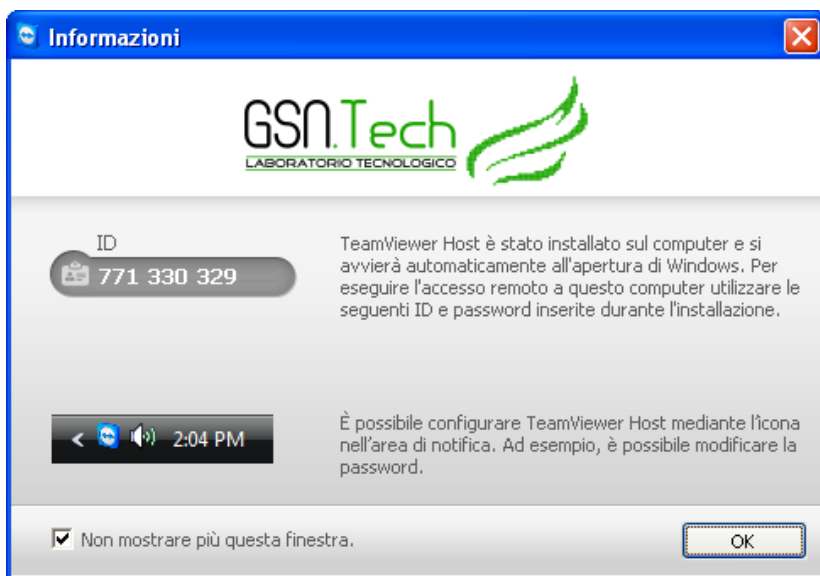 Informazioni
GSN.Tech
LABORATORIO TECNOLOGICO
ID
771 330 329
TeamViewer Host è stato installato sul computer e si
avvierà automaticamente all'apertura di Windows. Per
eseguire l'accesso remoto a questo computer utilizzare le
seguenti ID e password inserite durante l'installazione.
2:04 PM
È possibile configurare TeamViewer Host mediante l'icona
nell'area di notifica. Ad esempio, è possibile modificare la
password.
Non mostrare più questa finestra.
OK